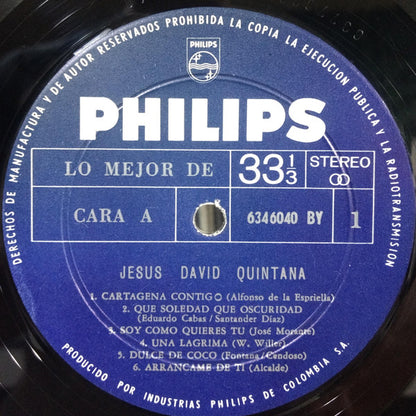 DERECHOS DE MANUFACTURA Y DE AUTOR RESERVADOS PROHIBIDA LA COPIA LA EJECUCION PUBLICA Y LA RADIOTRANSMISION
PHILIPS
PHILIPS
LO MEJOR DE 33 1/3 STEREO
CARA A 6346040 BY 1
JESUS DAVID QUINTANA
1. CARTAGENA CONTIGO (Alfonso de la Espriella)
2. QUE SOLEDAD QUE OSCURIDAD
(Eduardo Cabas/Santander Díaz)
3. SOY COMO QUIERES TU (José Morante)
4. UNA LAGRIMA (W. Willer)
5. DULCE DE COCO (Fontana/Cendoso)
6. ARRANCAME DE TI (Alcalde)
PRODUCIDO POR INDUSTRIAS PHILIPS DE COLOMBIA S.A.